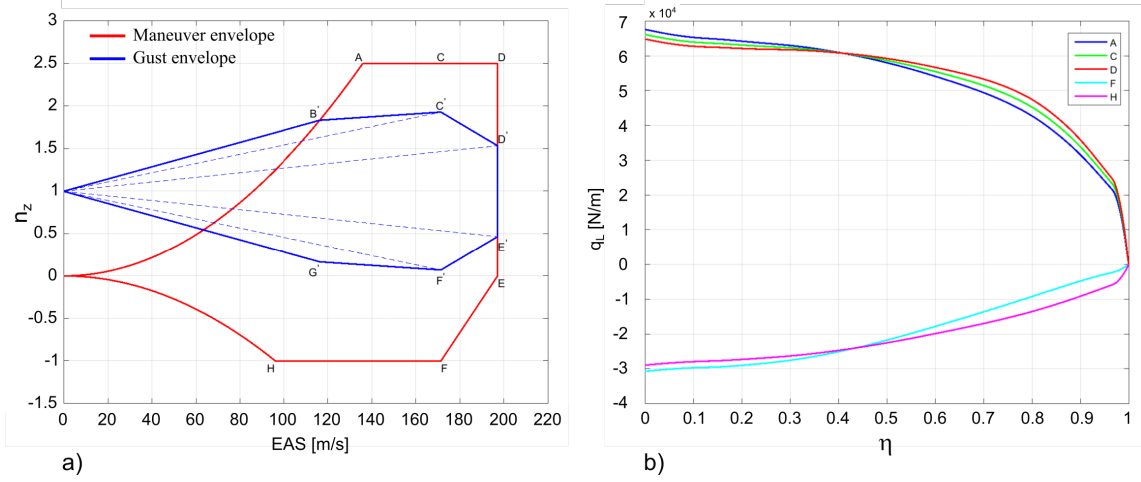 3
2.5
2
1.5
1
0.5
0
-0.5
-1
-1.5
Maneuver envelope
Gust envelope
A
C
D
B'
C'
D'
E'
G'
F'
E
H
F
n_z
0 20 40 60 80 100 120 140 160 180 200 220
EAS [m/s]
a)
x 10^4
7
6
5
4
3
2
1
0
-1
-2
-3
-4
A
C
D
F
H
q_L [N/m]
0 0.1 0.2 0.3 0.4 0.5 0.6 0.7 0.8 0.9 1
η
b)